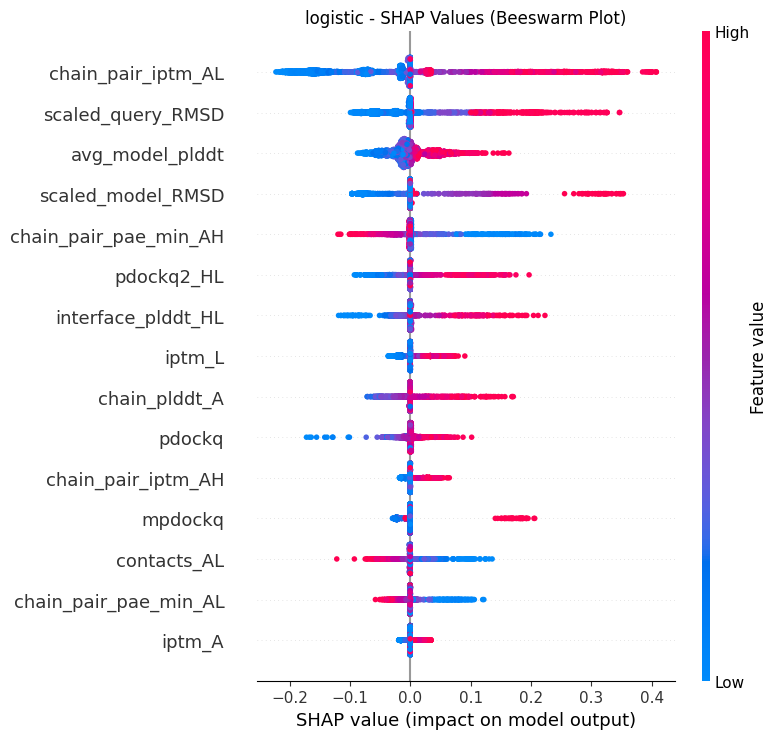 logistic - SHAP Values (Beeswarm Plot)
High
chain_pair_iptm_AL
scaled_query_RMSD
avg_model_plddt
scaled_model_RMSD
chain_pair_pae_min_AH
pdockq2_HL
interface_plddt_HL
iptm_L
chain_plddt_A
pdockq
chain_pair_iptm_AH
mpdockq
contacts_AL
chain_pair_pae_min_AL
iptm_A
Feature value
Low
−0.2 −0.1 0.0 0.1 0.2 0.3 0.4
SHAP value (impact on model output)